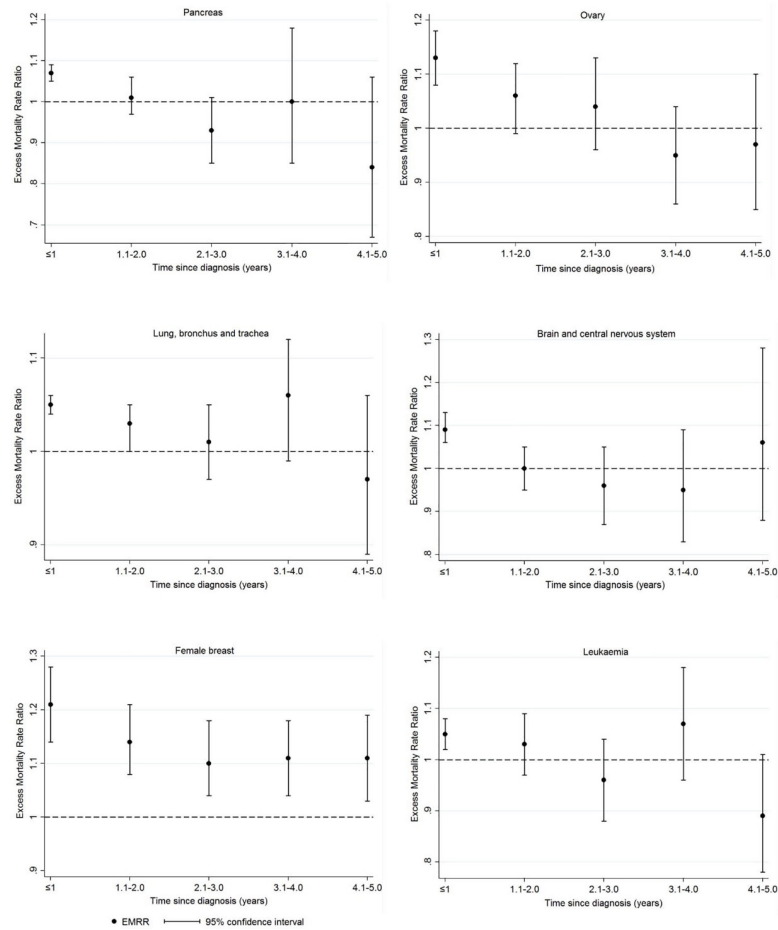 Pancreas
Excess Mortality Rate Ratio
1.2
1.1
1
.9
.8
.7
≤1 1.1-2.0 2.1-3.0 3.1-4.0 4.1-5.0
Time since diagnosis (years)
Ovary
Excess Mortality Rate Ratio
1.2
1.1
1
.9
.8
≤1 1.1-2.0 2.1-3.0 3.1-4.0 4.1-5.0
Time since diagnosis (years)
Lung, bronchus and trachea
Excess Mortality Rate Ratio
1.1
1
.9
≤1 1.1-2.0 2.1-3.0 3.1-4.0 4.1-5.0
Time since diagnosis (years)
Brain and central nervous system
Excess Mortality Rate Ratio
1.3
1.2
1.1
1
.9
.8
≤1 1.1-2.0 2.1-3.0 3.1-4.0 4.1-5.0
Time since diagnosis (years)
Female breast
Excess Mortality Rate Ratio
1.3
1.2
1.1
1
.9
≤1 1.1-2.0 2.1-3.0 3.1-4.0 4.1-5.0
Time since diagnosis (years)
Leukaemia
Excess Mortality Rate Ratio
1.2
1.1
1
.9
.8
≤1 1.1-2.0 2.1-3.0 3.1-4.0 4.1-5.0
Time since diagnosis (years)
EMRR 95% confidence interval